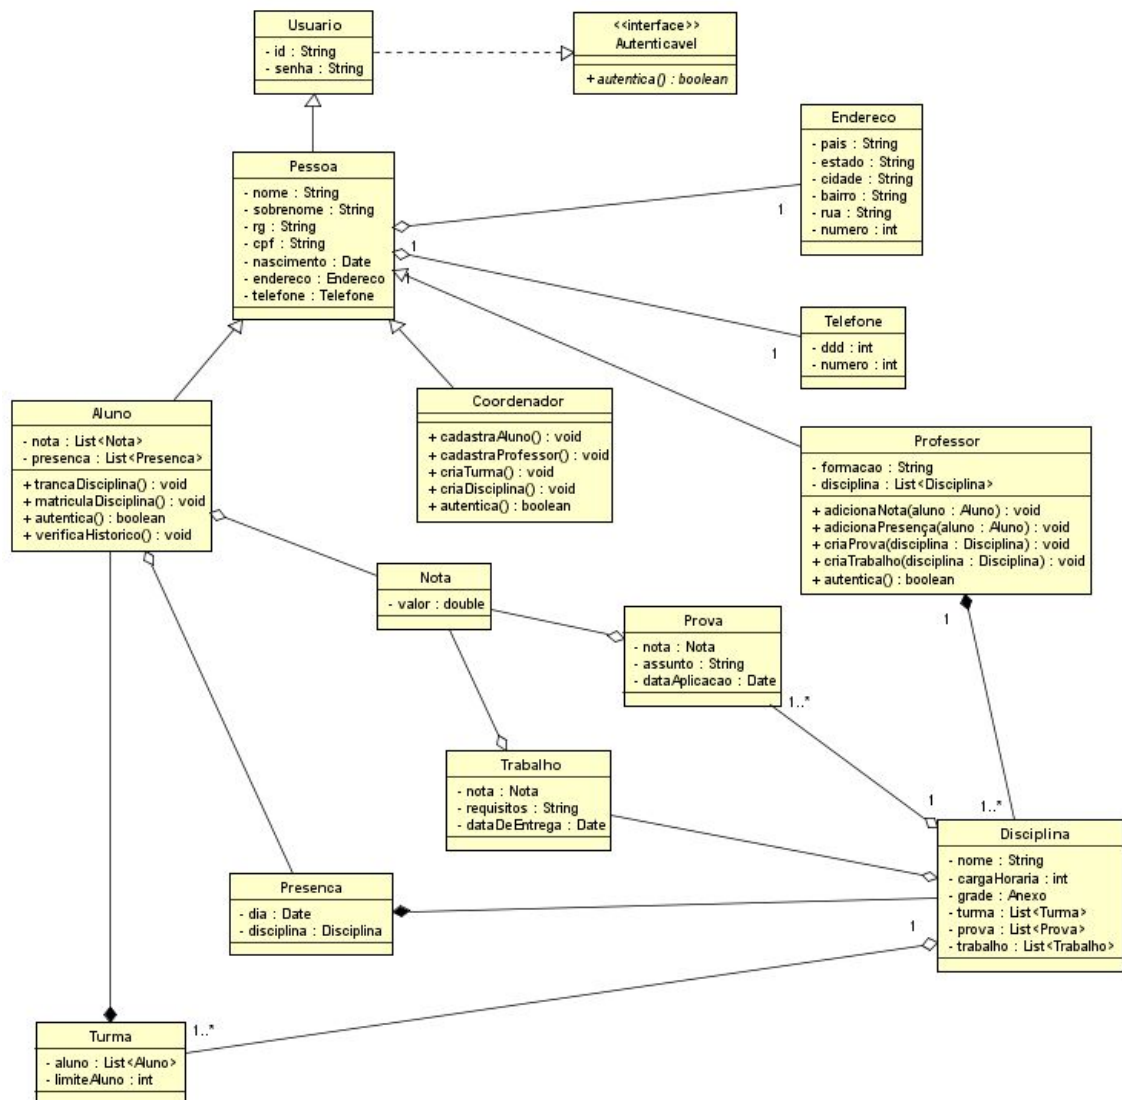 Usuario
- id : String
- senha : String
<<interface>>
Autenticavel
+ autentica() : boolean
Endereco
- pais : String
- estado : String
- cidade : String
- bairro : String
- rua : String
- numero : int
1
Pessoa
- nome : String
- sobrenome : String
- rg : String
- cpf : String
- nascimento : Date
- endereco : Endereco
- telefone : Telefone
1
1
Telefone
- ddd : int
- numero : int
1
Aluno
- nota : List<Nota>
- presenca : List<Presenca>
+ trancaDisciplina() : void
+ matriculaDisciplina() : void
+ autentica() : boolean
+ verificaHistorico() : void
Coordenador
+ cadastraAluno() : void
+ cadastraProfessor() : void
+ criaTurma() : void
+ criaDisciplina() : void
+ autentica() : boolean
Professor
- formacao : String
- disciplina : List<Disciplina>
+ adicionaNota(aluno : Aluno) : void
+ adicionaPresença(aluno : Aluno) : void
+ criaProva(disciplina : Disciplina) : void
+ criaTrabalho(disciplina : Disciplina) : void
+ autentica() : boolean
1
Nota
- valor : double
Prova
- nota : Nota
- assunto : String
- dataAplicacao : Date
1..*
Trabalho
- nota : Nota
- requisitos : String
- dataDeEntrega : Date
1
1..*
Disciplina
- nome : String
- cargaHoraria : int
- grade : Anexo
- turma : List<Turma>
- prova : List<Prova>
- trabalho : List<Trabalho>
1
Presenca
- dia : Date
- disciplina : Disciplina
Turma
- aluno : List<Aluno>
- limiteAluno : int
1..*